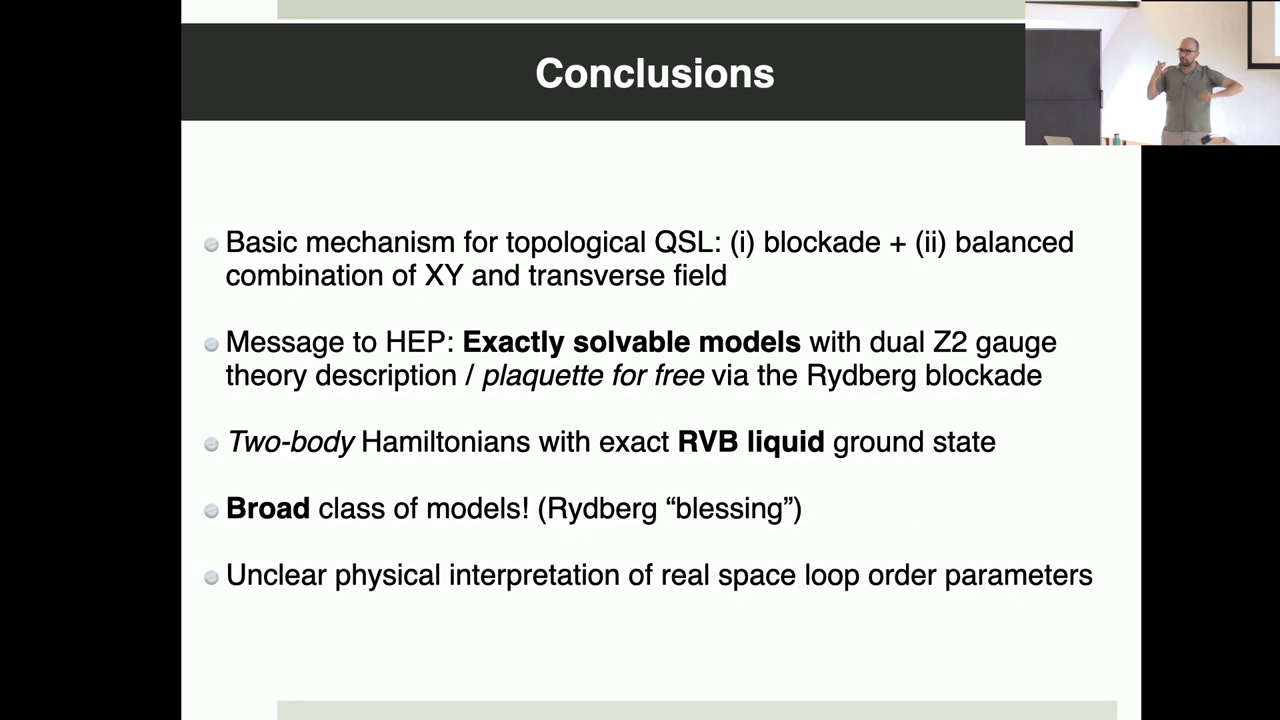 Conclusions
Basic mechanism for topological QSL: (i) blockade + (ii) balanced
combination of XY and transverse field
Message to HEP: Exactly solvable models with dual Z2 gauge
theory description / plaquette for free via the Rydberg blockade
Two-body Hamiltonians with exact RVB liquid ground state
Broad class of models! (Rydberg “blessing”)
Unclear physical interpretation of real space loop order parameters